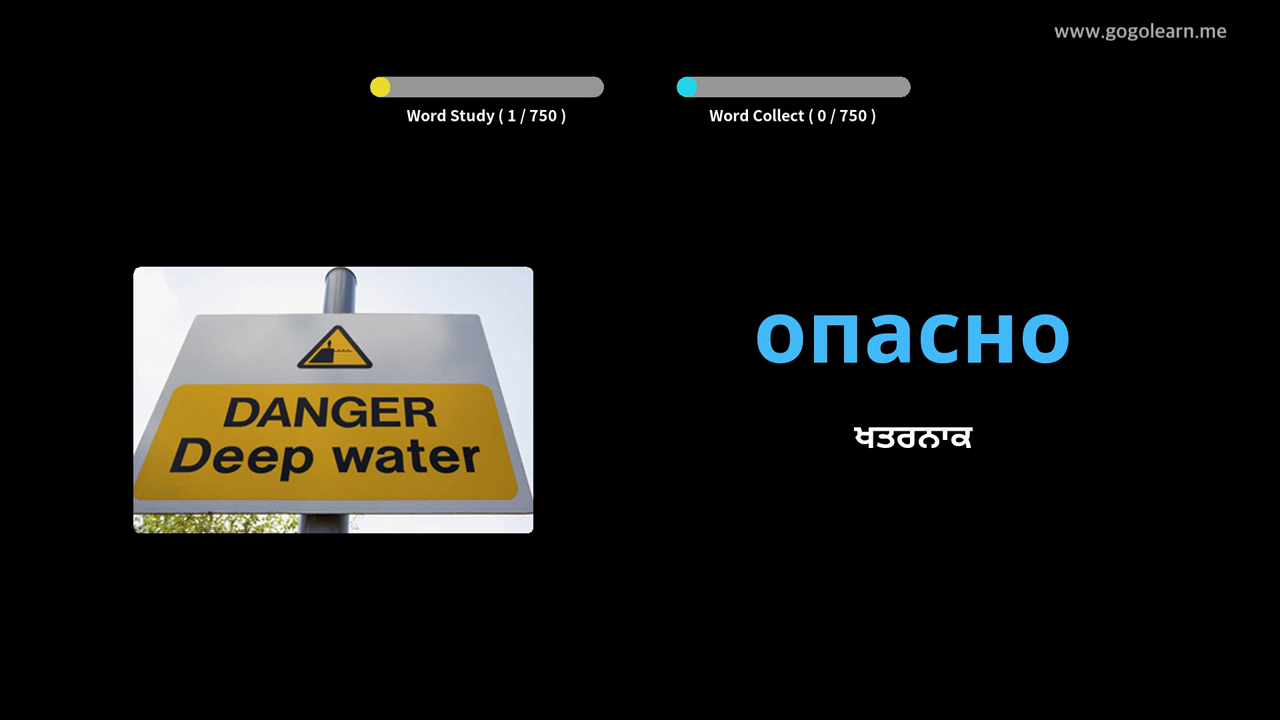 www.gogolearn.me
Word Study ( 1 / 750 )
Word Collect ( 0 / 750 )
DANGER
Deep water
опасно
ਖਤਰਨਾਕ